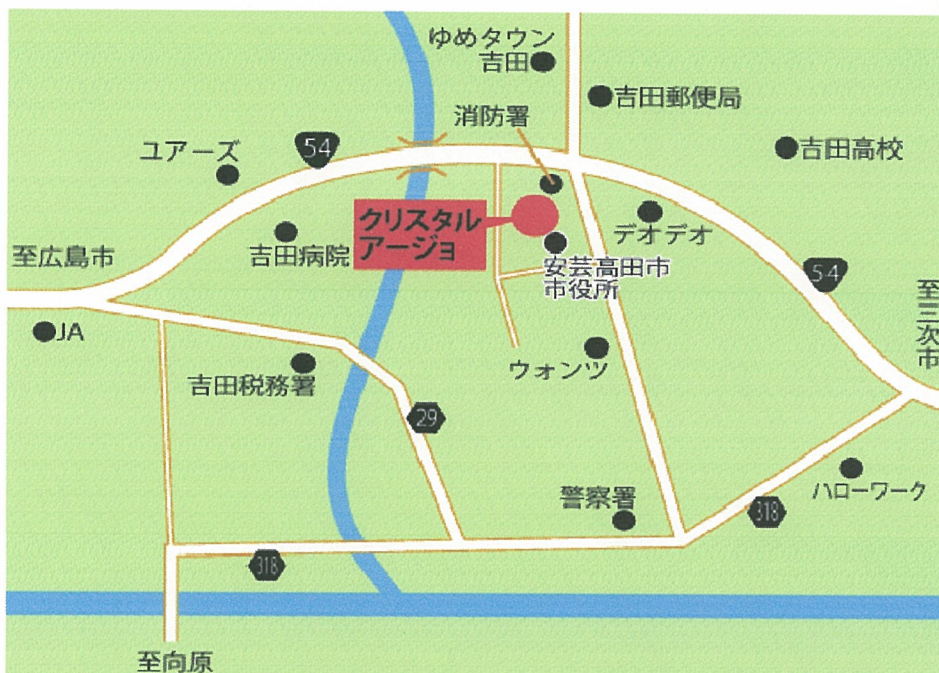 ゆめタウン
吉田
吉田郵便局
消防署
54
ユアーズ
吉田高校
クリスタル
アージョ
デオデオ
吉田病院
至広島市
安芸高田市
市役所
54
至三次市
JA
ウォンツ
吉田税務署
29
警察署
ハローワーク
318
318
至向原